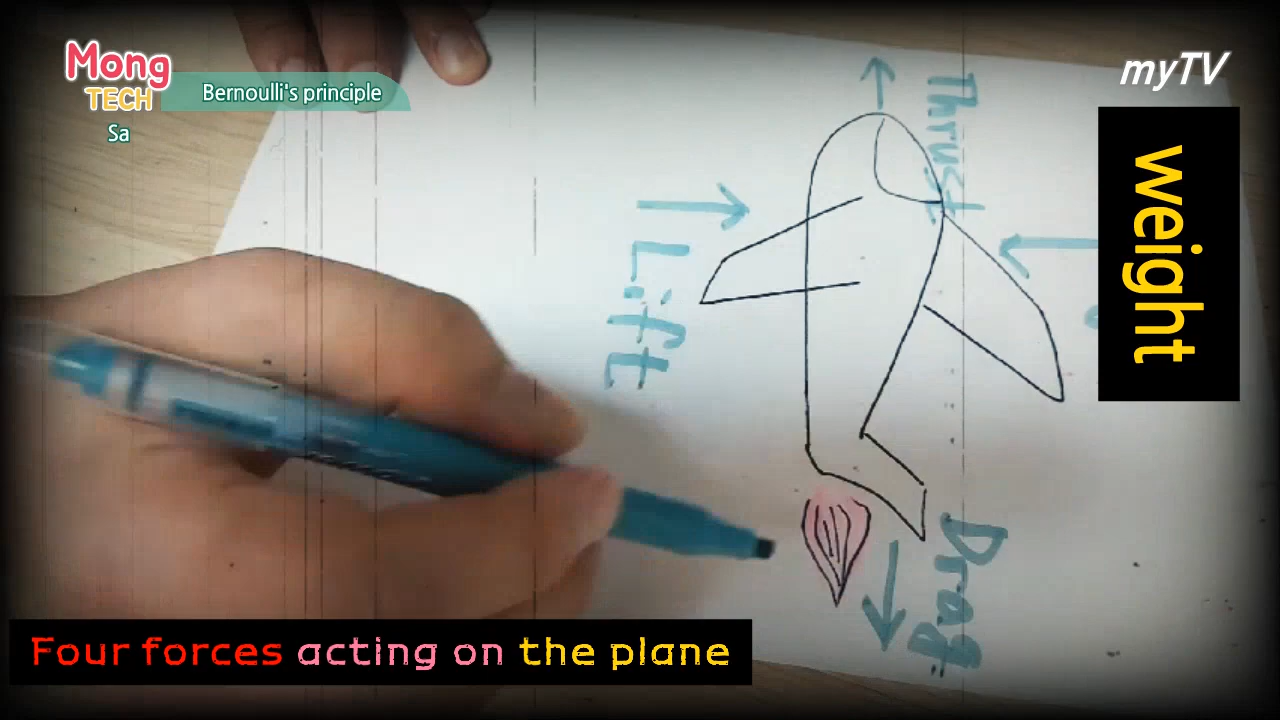 Mong
TECH
Bernoulli's principle
Sa
myTV
Thrust
weight
Lift
Drag
Four forces acting on the plane